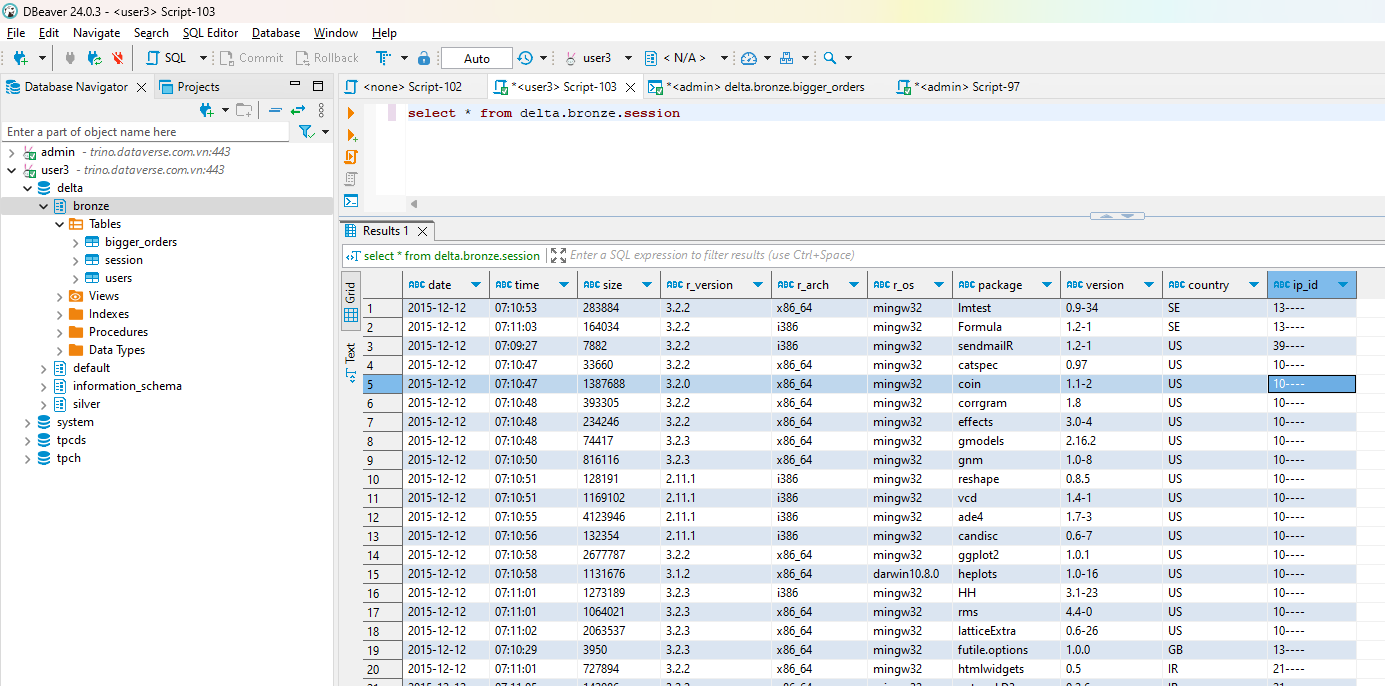 DBeaver 24.0.3 - <user3> Script-103
File Edit Navigate Search SQL Editor Database Window Help
SQL Commit Rollback Auto user3 < N/A >
Database Navigator Projects
<none> Script-102 *<user3> Script-103 *<admin> delta.bronze.bigger_orders *<admin> Script-97
Enter a part of object name here
admin - trino.dataverse.com.vn:443
user3 - trino.dataverse.com.vn:443
delta
bronze
Tables
bigger_orders
session
users
Views
Indexes
Procedures
Data Types
default
information_schema
silver
system
tpcds
tpch
select * from delta.bronze.session
Results 1
select * from delta.bronze.session Enter a SQL expression to filter results (use Ctrl+Space)
Grid
Text
ABC date ABC time ABC size ABC r_version ABC r_arch ABC r_os ABC package ABC version ABC country ABC ip_id
1 2015-12-12 07:10:53 283884 3.2.2 x86_64 mingw32 lmtest 0.9-34 SE 13----
2 2015-12-12 07:11:03 164034 3.2.2 i386 mingw32 Formula 1.2-1 SE 13----
3 2015-12-12 07:09:27 7882 3.2.2 i386 mingw32 sendmailR 1.2-1 US 39----
4 2015-12-12 07:10:47 33660 3.2.2 x86_64 mingw32 catspec 0.97 US 10----
5 2015-12-12 07:10:47 1387688 3.2.0 x86_64 mingw32 coin 1.1-2 US 10----
6 2015-12-12 07:10:48 393305 3.2.2 x86_64 mingw32 corrgram 1.8 US 10----
7 2015-12-12 07:10:48 234246 3.2.2 x86_64 mingw32 effects 3.0-4 US 10----
8 2015-12-12 07:10:48 74417 3.2.3 x86_64 mingw32 gmodels 2.16.2 US 10----
9 2015-12-12 07:10:50 816116 3.2.3 x86_64 mingw32 gnm 1.0-8 US 10----
10 2015-12-12 07:10:51 128191 2.11.1 i386 mingw32 reshape 0.8.5 US 10----
11 2015-12-12 07:10:51 1169102 2.11.1 i386 mingw32 vcd 1.4-1 US 10----
12 2015-12-12 07:10:55 4123946 2.11.1 i386 mingw32 ade4 1.7-3 US 10----
13 2015-12-12 07:10:56 132354 2.11.1 i386 mingw32 candisc 0.6-7 US 10----
14 2015-12-12 07:10:58 2677787 3.2.2 x86_64 mingw32 ggplot2 1.0.1 US 10----
15 2015-12-12 07:10:58 1131676 3.1.2 x86_64 darwin10.8.0 heplots 1.0-16 US 10----
16 2015-12-12 07:11:01 1273189 3.2.3 i386 mingw32 HH 3.1-23 US 10----
17 2015-12-12 07:11:01 1064021 3.2.3 x86_64 mingw32 rms 4.4-0 US 10----
18 2015-12-12 07:11:02 2063537 3.2.3 x86_64 mingw32 latticeExtra 0.6-26 US 10----
19 2015-12-12 07:10:29 3950 3.2.3 x86_64 mingw32 futile.options 1.0.0 GB 13----
20 2015-12-12 07:11:01 727894 3.2.2 x86_64 mingw32 htmlwidgets 0.5 IR 21----